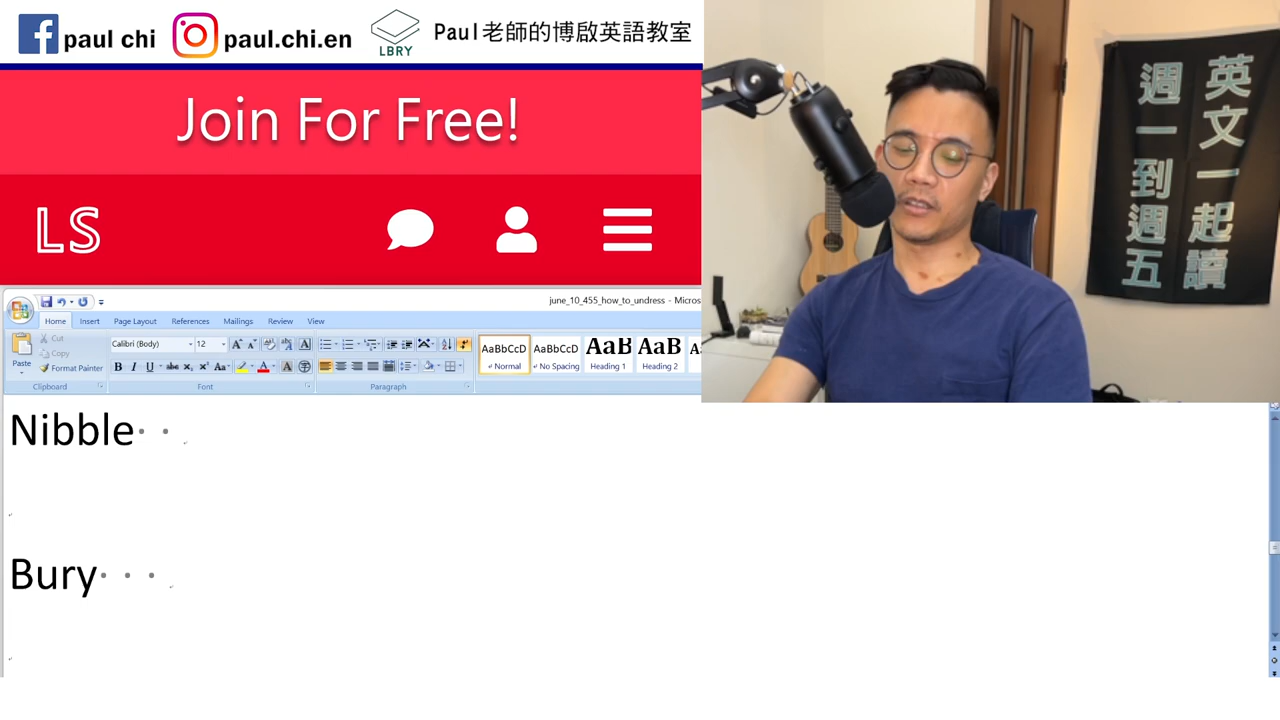 paul chi
paul.chi.en
LBRY
Paul老師的博啟英語教室
Join For Free!
LS
june_10_455_how_to_undress - Micros
Home Insert Page Layout References Mailings Review View
Paste
Cut
Copy
Format Painter
Calibri (Body) 12
AaBbCcD AaBbCcD AaB AaB
Normal No Spacing Heading 1 Heading 2
Clipboard Font Paragraph
Nibble
Bury
英文一起讀
週一到週五